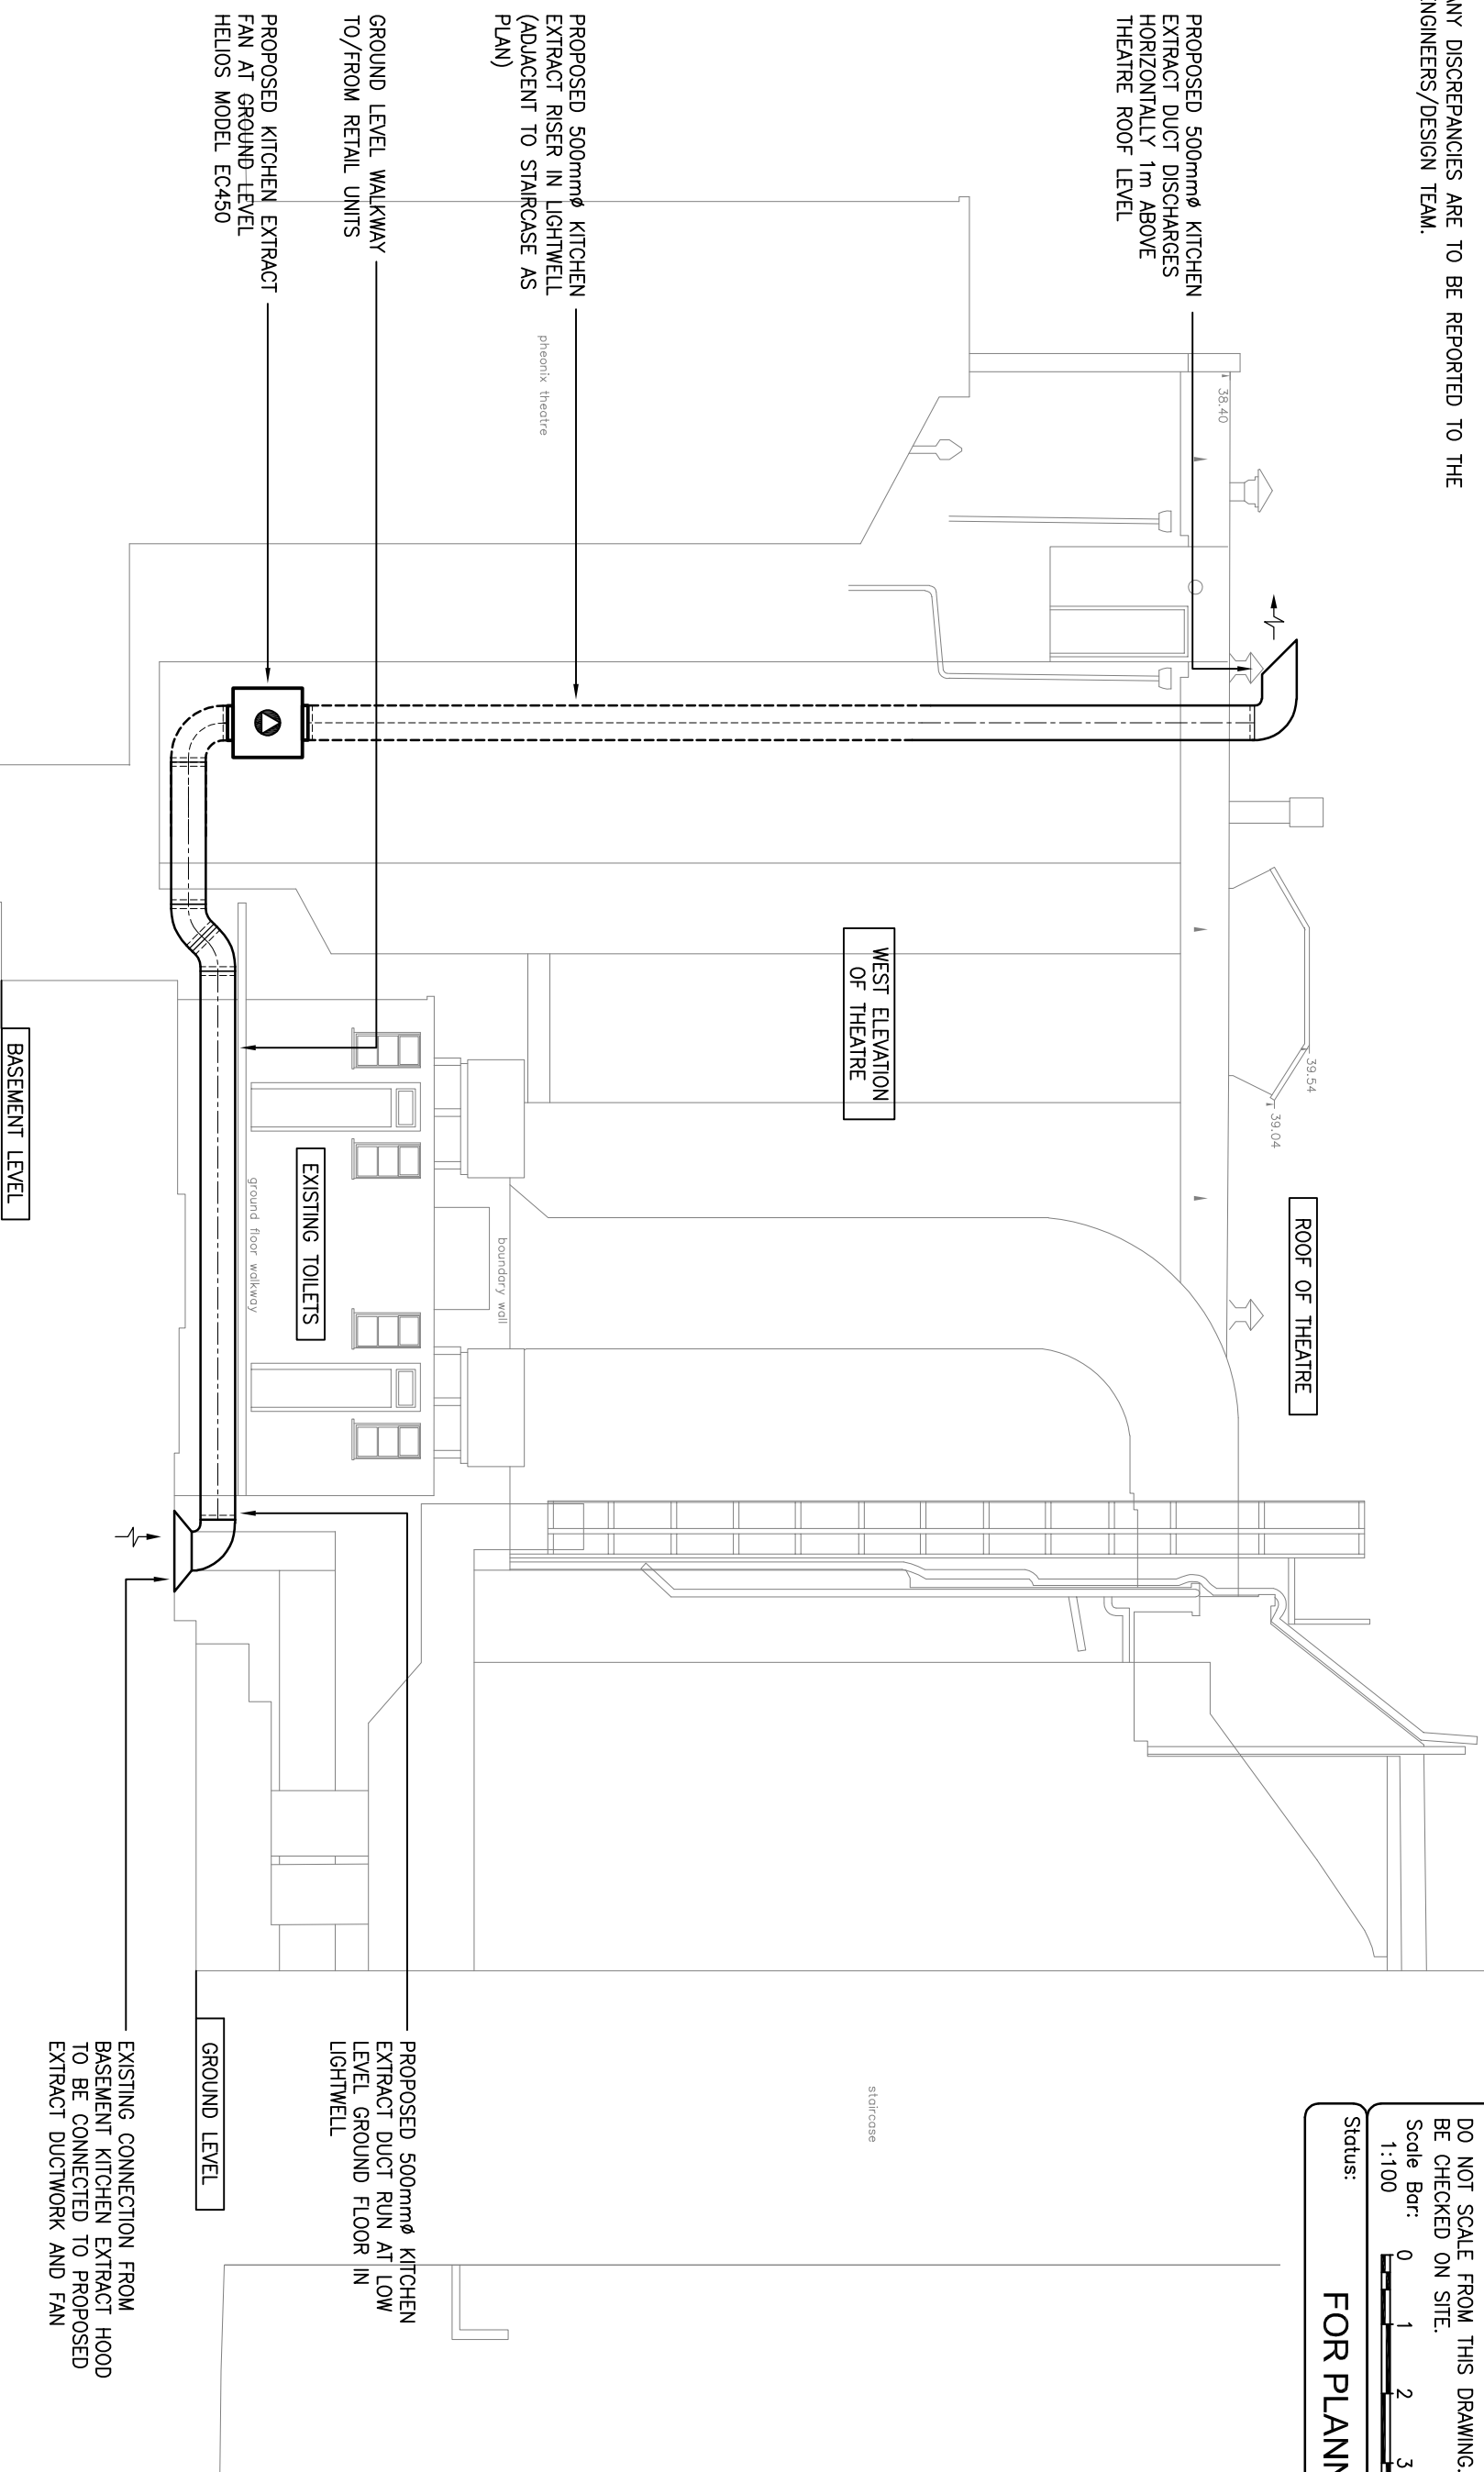 ANY DISCREPANCIES ARE TO BE REPORTED TO THE
ENGINEERS/DESIGN TEAM.
DO NOT SCALE FROM THIS DRAWING.
BE CHECKED ON SITE.
Scale Bar:
1:100
0 1 2 3
Status:
FOR PLANN
PROPOSED 500mmø KITCHEN
EXTRACT DUCT DISCHARGES
HORIZONTALLY 1m ABOVE
THEATRE ROOF LEVEL
38.40
39.54
39.04
ROOF OF THEATRE
WEST ELEVATION
OF THEATRE
staircase
PROPOSED 500mmø KITCHEN
EXTRACT RISER IN LIGHTWELL
(ADJACENT TO STAIRCASE AS
PLAN)
pheonix theatre
boundary wall
GROUND LEVEL WALKWAY
TO/FROM RETAIL UNITS
EXISTING TOILETS
PROPOSED 500mmø KITCHEN
EXTRACT DUCT RUN AT LOW
LEVEL GROUND FLOOR IN
LIGHTWELL
PROPOSED KITCHEN EXTRACT
FAN AT GROUND LEVEL
HELIOS MODEL EC450
ground floor walkway
GROUND LEVEL
EXISTING CONNECTION FROM
BASEMENT KITCHEN EXTRACT HOOD
TO BE CONNECTED TO PROPOSED
EXTRACT DUCTWORK AND FAN
BASEMENT LEVEL